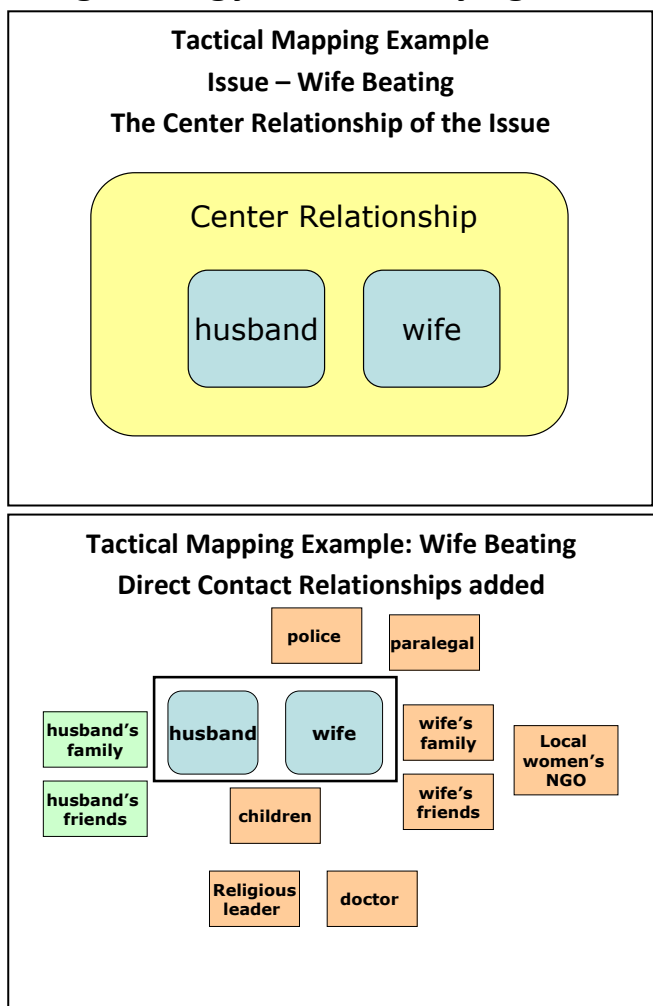 Tactical Mapping Example
Issue – Wife Beating
The Center Relationship of the Issue
Center Relationship
husband
wife
Tactical Mapping Example: Wife Beating
Direct Contact Relationships added
police
paralegal
husband's
family
husband
wife
wife's
family
Local
women's
NGO
husband's
friends
children
wife's
friends
Religious
leader
doctor